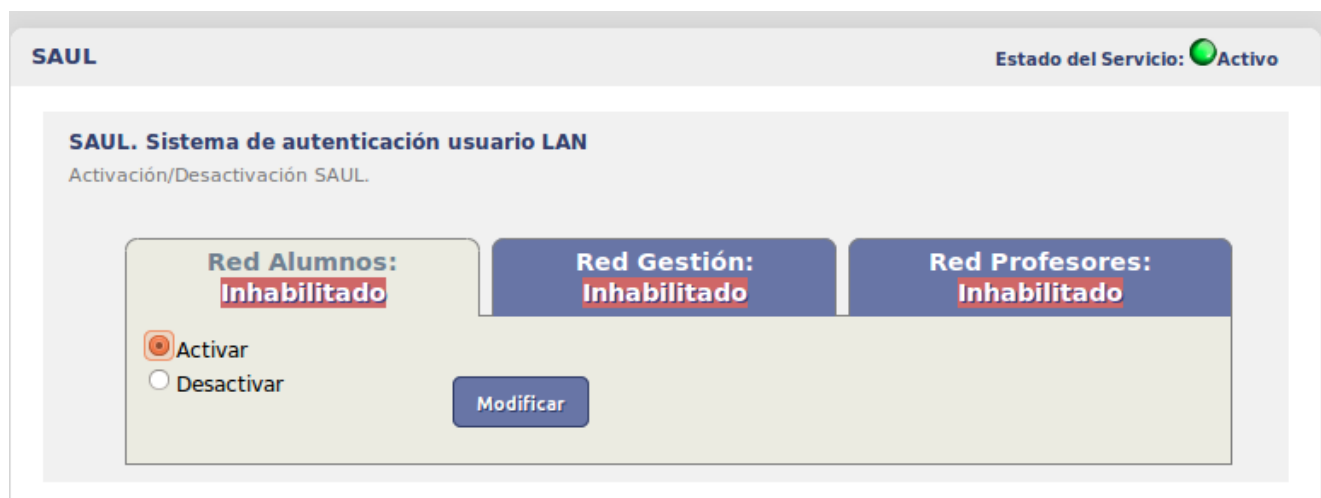 SAUL
Estado del Servicio: Activo
SAUL. Sistema de autenticación usuario LAN
Activación/Desactivación SAUL.
Red Alumnos:
Inhabilitado
Red Gestión:
Inhabilitado
Red Profesores:
Inhabilitado
Activar
Desactivar
Modificar